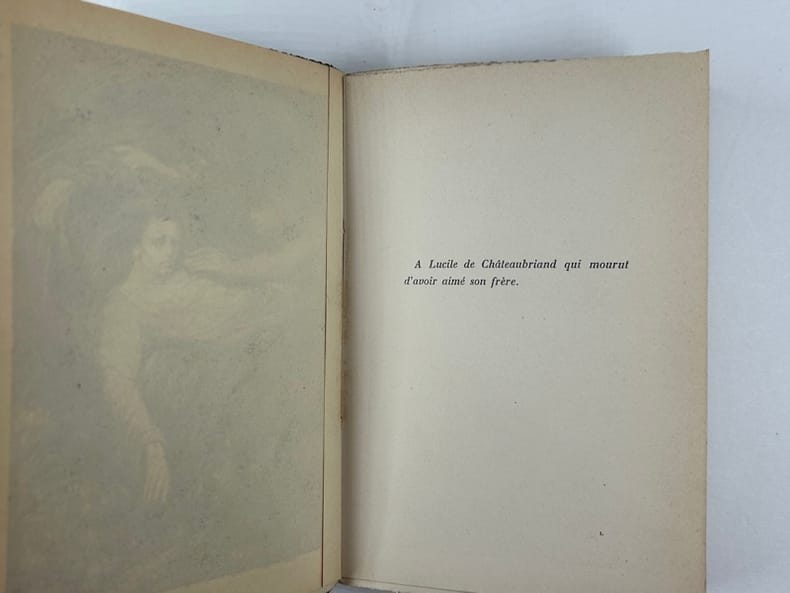 A Lucile de Châteaubriand qui mourut
d'avoir aimé son frère.